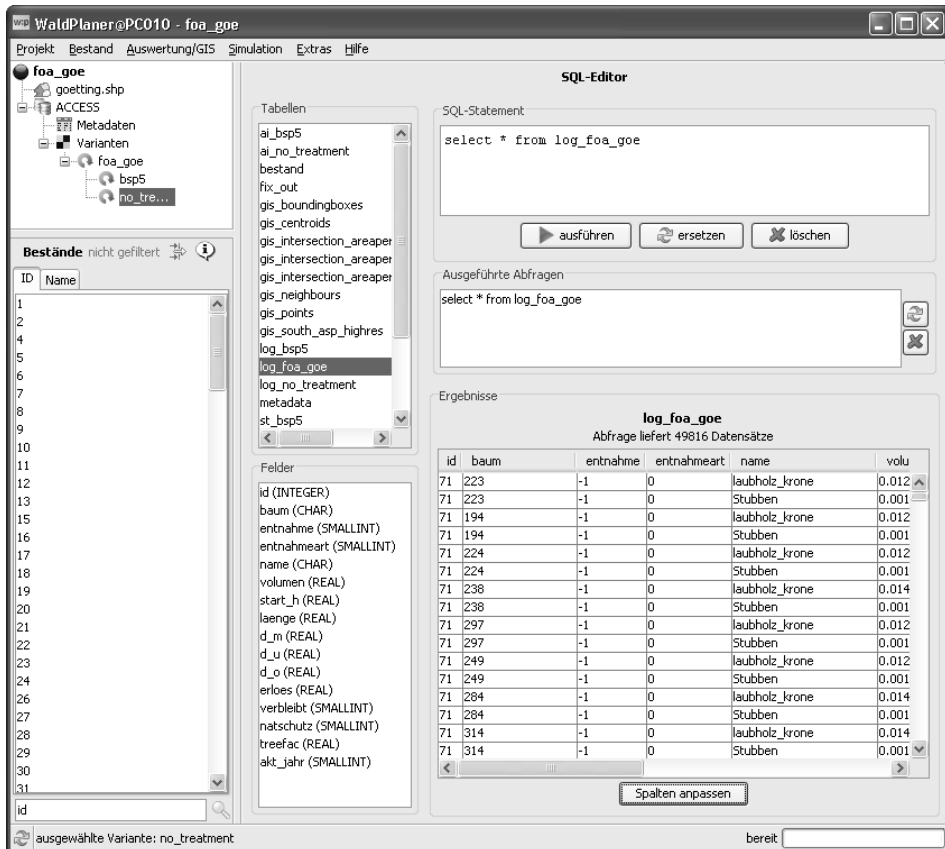 WaldPlaner@PC010 - foa_goe
Projekt Bestand Auswertung/GIS Simulation Extras Hilfe
foa_goe
goetting.shp
ACCESS
Metadaten
Varianten
foa_goe
bsp5
no_tre...
Bestände nicht gefiltert
ID Name
1
2
4
5
6
7
8
9
10
11
12
13
15
16
17
18
19
20
21
22
23
24
26
27
28
29
30
31
id
SQL-Editor
Tabellen
ai_bsp5
ai_no_treatment
bestand
fix_out
gis_boundingboxes
gis_centroids
gis_intersection_areaper
gis_intersection_areaper
gis_intersection_areaper
gis_neighbours
gis_points
gis_south_asp_highres
log_bsp5
log_foa_goe
log_no_treatment
metadata
st_bsp5
Felder
id (INTEGER)
baum (CHAR)
entnahme (SMALLINT)
entnahmeart (SMALLINT)
name (CHAR)
volumen (REAL)
start_h (REAL)
laenge (REAL)
d_m (REAL)
d_u (REAL)
d_o (REAL)
erloes (REAL)
verbleibt (SMALLINT)
natschutz (SMALLINT)
treefac (REAL)
akt_jahr (SMALLINT)
SQL-Statement
select * from log_foa_goe
ausführen ersetzen löschen
Ausgeführte Abfragen
select * from log_foa_goe
Ergebnisse
log_foa_goe
Abfrage liefert 49816 Datensätze
id baum entnahme entnahmeart name volu
71 223 -1 0 laubholz_krone 0.012
71 223 -1 0 Stubben 0.001
71 194 -1 0 laubholz_krone 0.012
71 194 -1 0 Stubben 0.001
71 224 -1 0 laubholz_krone 0.012
71 224 -1 0 Stubben 0.001
71 238 -1 0 laubholz_krone 0.014
71 238 -1 0 Stubben 0.001
71 297 -1 0 laubholz_krone 0.012
71 297 -1 0 Stubben 0.001
71 249 -1 0 laubholz_krone 0.012
71 249 -1 0 Stubben 0.001
71 284 -1 0 laubholz_krone 0.014
71 284 -1 0 Stubben 0.001
71 314 -1 0 laubholz_krone 0.014
71 314 -1 0 Stubben 0.001
Spalten anpassen
ausgewählte Variante: no_treatment
bereit